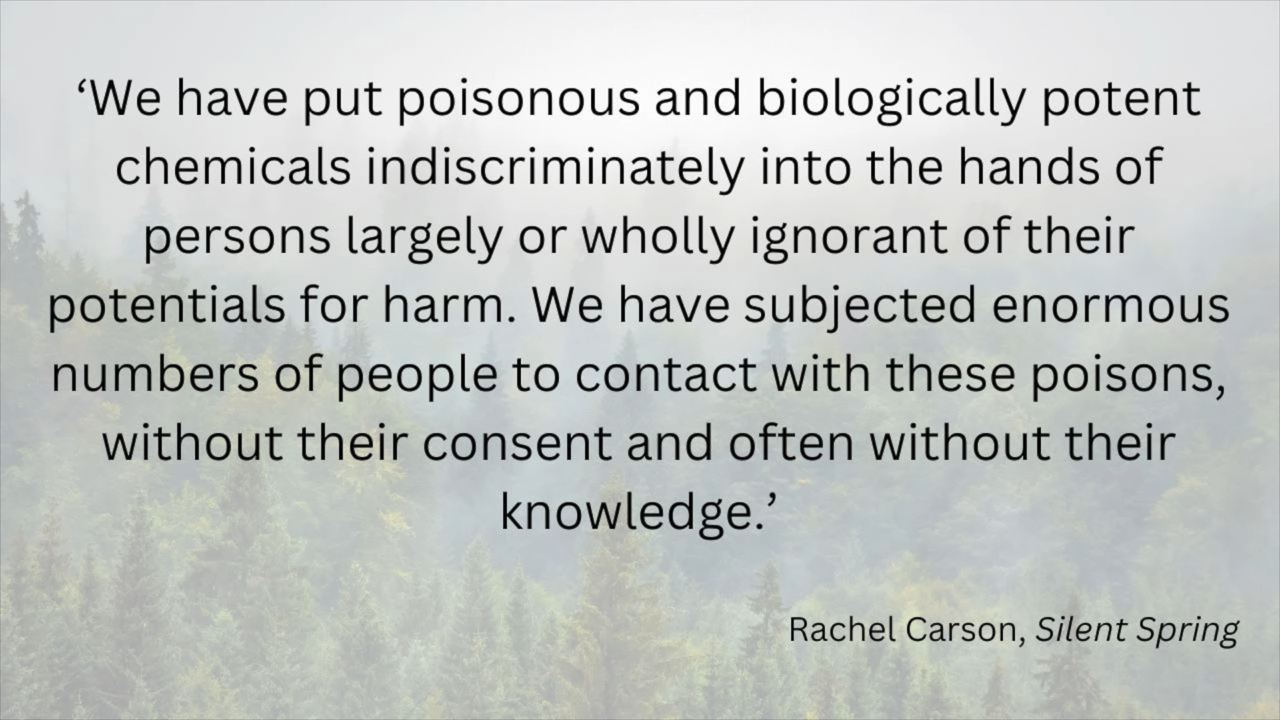 ‘We have put poisonous and biologically potent
chemicals indiscriminately into the hands of
persons largely or wholly ignorant of their
potentials for harm. We have subjected enormous
numbers of people to contact with these poisons,
without their consent and often without their
knowledge.’
Rachel Carson, Silent Spring